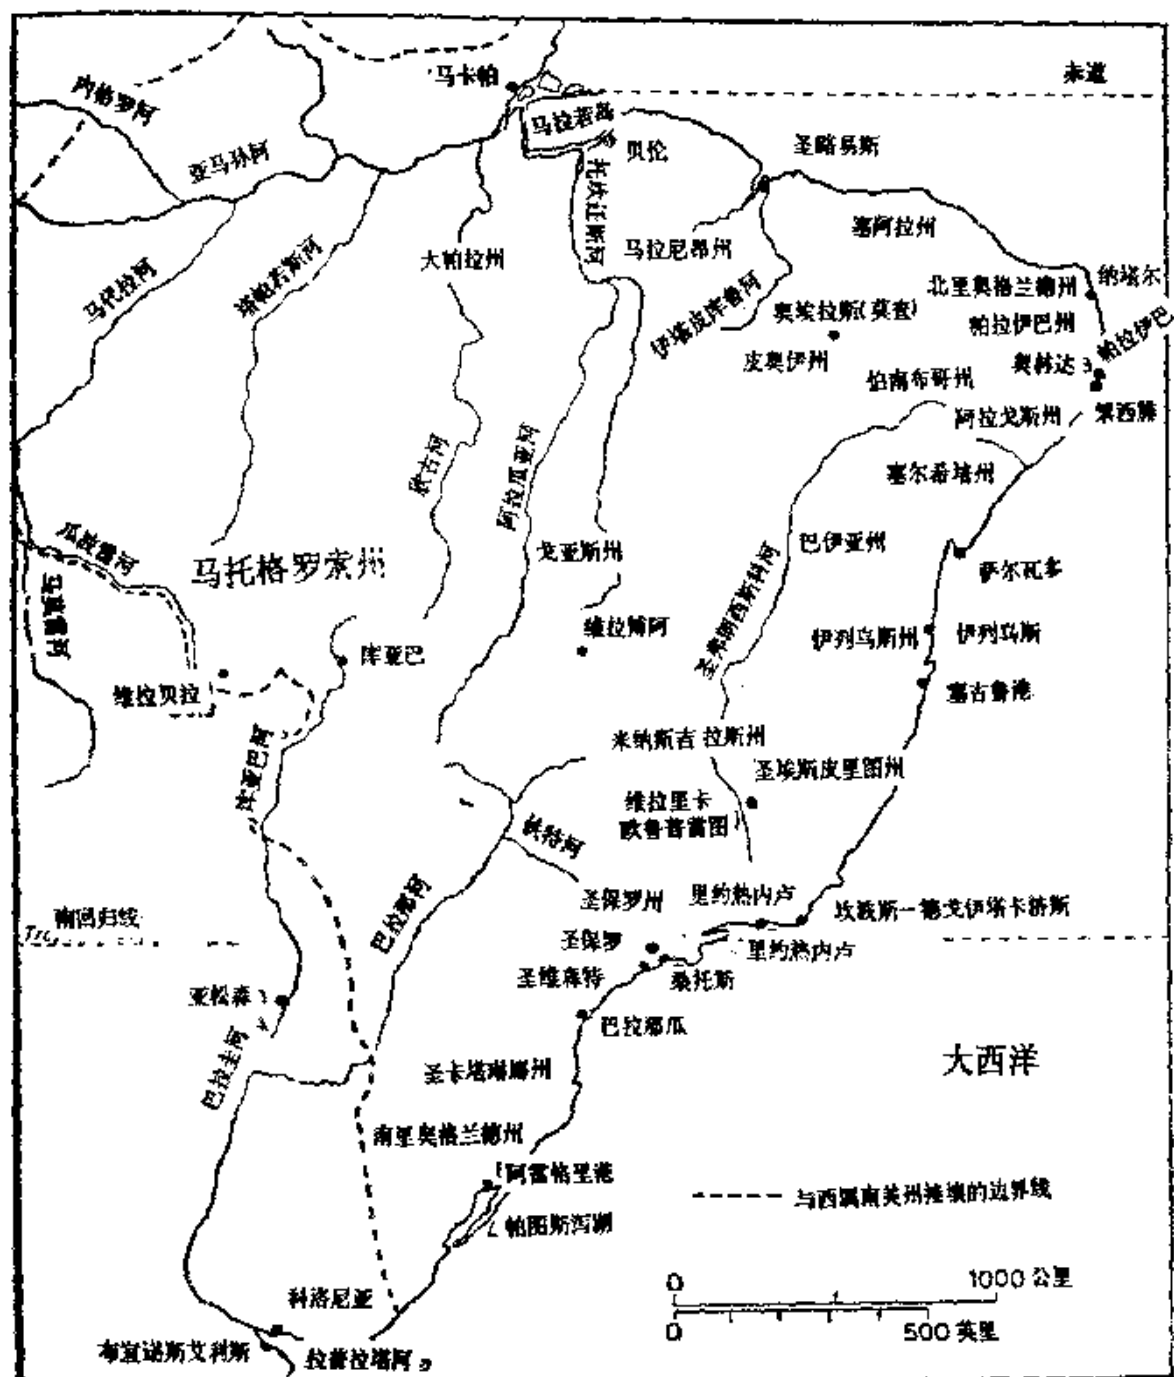 马卡帕
赤道
内格罗河
马拉若岛
亚马孙河
贝伦
圣路易斯
托坎廷斯河
塞阿拉州
马拉尼昂州
大帕拉州
马代拉河
塔帕若斯河
纳塔尔
北里奥格兰德州
伊塔皮库鲁河
奥埃拉斯(莫查)
帕拉伊巴州
帕拉伊巴
皮奥伊州
奥林达
伯南布哥州
累西腓
阿拉戈斯州
塞尔希培州
欣古河
阿拉瓜亚河
瓜波雷河
戈亚斯州
巴伊亚州
马托格罗索州
萨尔瓦多
圣弗朗西斯科河
维拉博阿
伊列乌斯州
伊列乌斯
库亚巴
维拉贝拉
塞古鲁港
米纳斯吉拉斯州
库亚巴河
圣埃斯皮里图州
维拉里卡
欧鲁普雷图
铁特河
巴拉那河
圣保罗州
里约热内卢
坎波斯-德戈伊塔卡济斯
南回归线
圣保罗
里约热内卢
圣维森特
桑托斯
亚松森
巴拉那瓜
巴拉圭河
大西洋
圣卡塔琳娜州
南里奥格兰德州
阿雷格里港
与西属南美州接壤的边界线
帕图斯泻湖
0 1000 公里
科洛尼亚
0 500 英里
布宜诺斯艾利斯
拉普拉塔河